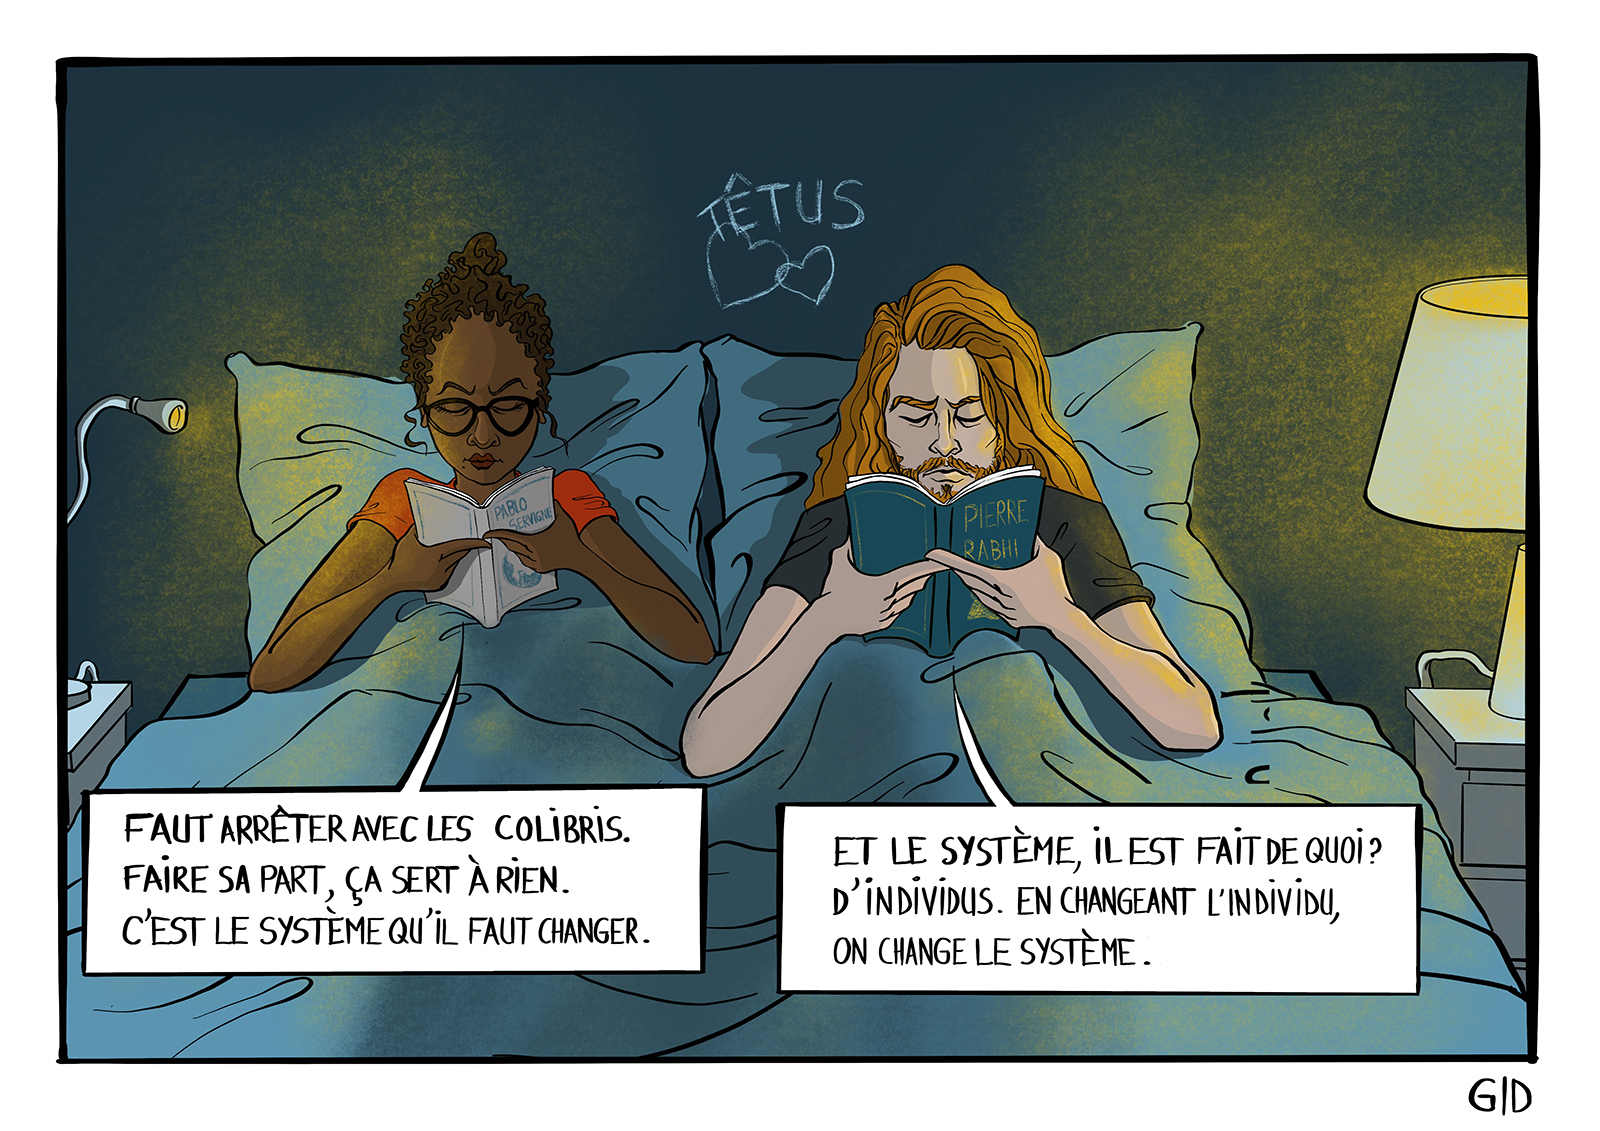 TÊTUS
PABLO
SERVIGNE
PIERRE
RABHI
FAUT ARRÊTER AVEC LES COLIBRIS.
FAIRE SA PART, ÇA SERT À RIEN.
C'EST LE SYSTÈME QU'IL FAUT CHANGER.
ET LE SYSTÈME, IL EST FAIT DE QUOI ?
D'INDIVIDUS. EN CHANGEANT L'INDIVIDU,
ON CHANGE LE SYSTÈME.
GID